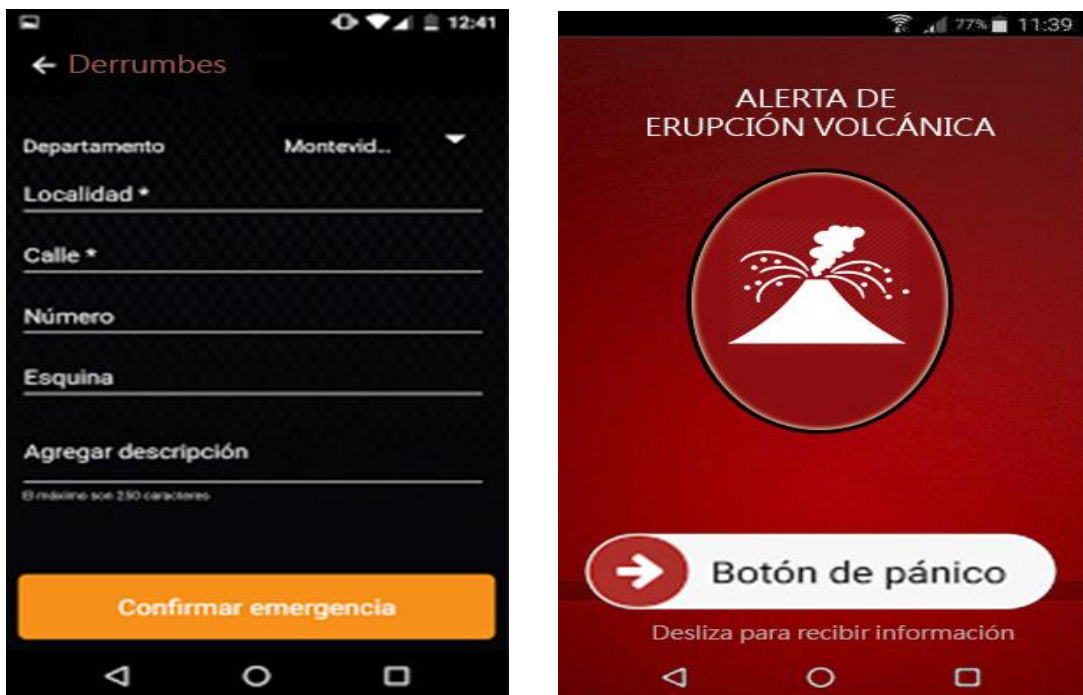 12:41
Derrumbes
Departamento Montevid...
Localidad *
Calle *
Número
Esquina
Agregar descripción
El máximo son 250 caracteres
Confirmar emergencia
77% 11:39
ALERTA DE
ERUPCIÓN VOLCÁNICA
Botón de pánico
Desliza para recibir información